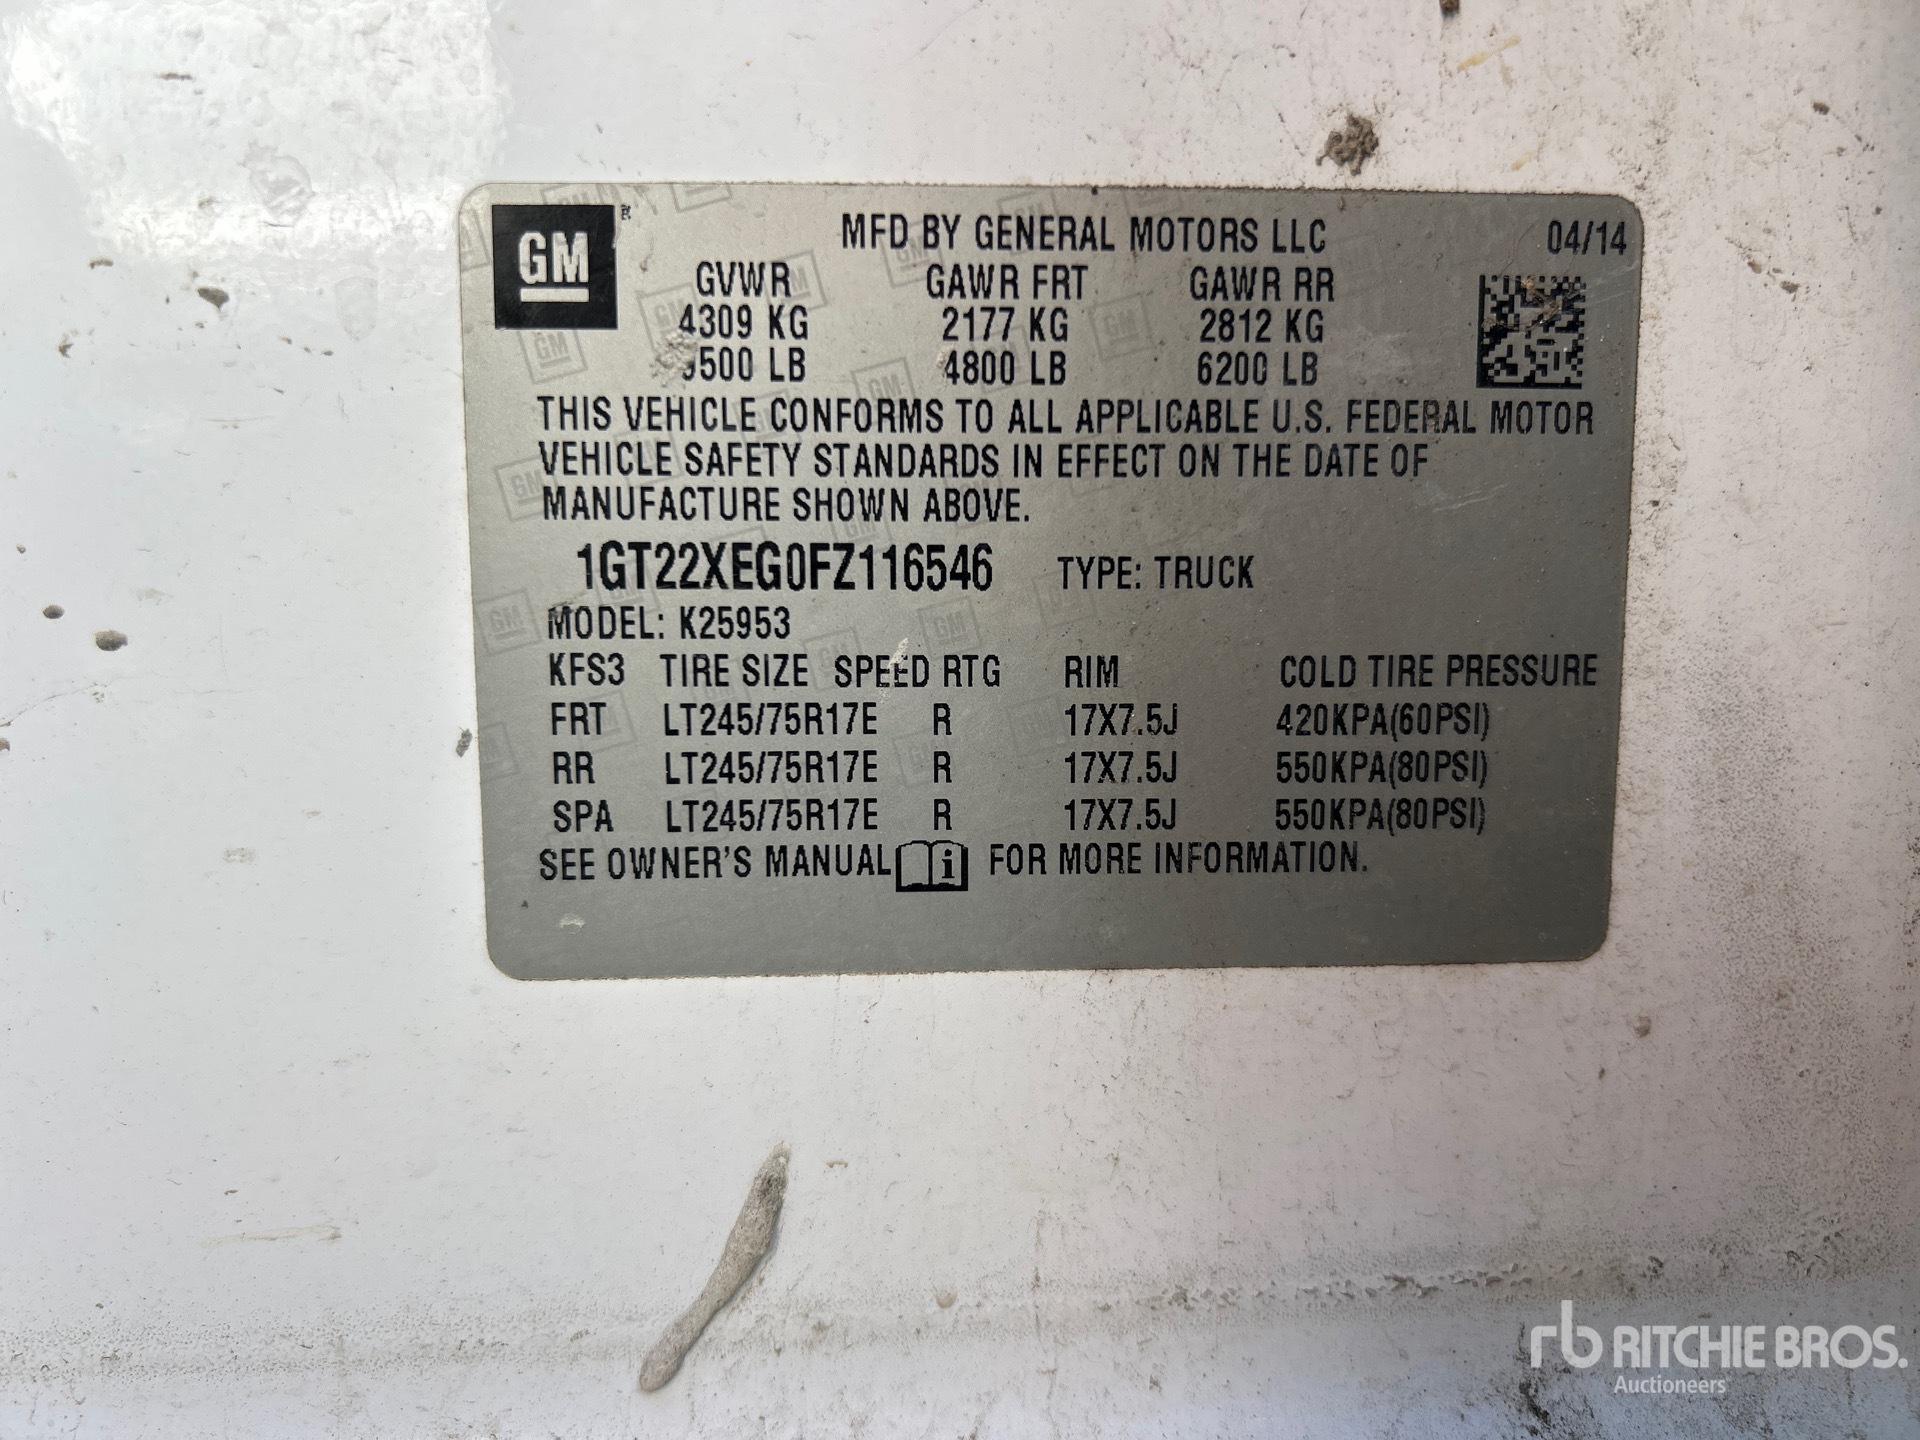 GM
MFD BY GENERAL MOTORS LLC 04/14
GVWR GAWR FRT GAWR RR
4309 KG 2177 KG 2812 KG
9500 LB 4800 LB 6200 LB
THIS VEHICLE CONFORMS TO ALL APPLICABLE U.S. FEDERAL MOTOR
VEHICLE SAFETY STANDARDS IN EFFECT ON THE DATE OF
MANUFACTURE SHOWN ABOVE.
1GT22XEG0FZ116546 TYPE: TRUCK
MODEL: K25953
KFS3 TIRE SIZE SPEED RTG RIM COLD TIRE PRESSURE
FRT LT245/75R17E R 17X7.5J 420KPA(60PSI)
RR LT245/75R17E R 17X7.5J 550KPA(80PSI)
SPA LT245/75R17E R 17X7.5J 550KPA(80PSI)
SEE OWNER'S MANUAL i FOR MORE INFORMATION.
rb RITCHIE BROS.
Auctioneers